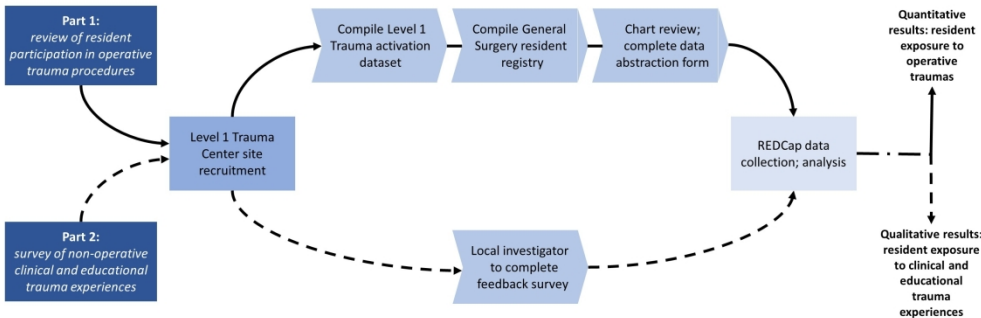 Part 1:
review of resident
participation in operative
trauma procedures
Compile Level 1
Trauma activation
dataset
Compile General
Surgery resident
registry
Chart review;
complete data
abstraction form
Quantitative
results: resident
exposure to
operative
traumas
Level 1 Trauma
Center site
recruitment
REDCap data
collection; analysis
Part 2:
survey of non-operative
clinical and educational
trauma experiences
Local investigator
to complete
feedback survey
Qualitative results:
resident exposure
to clinical and
educational
trauma
experiences